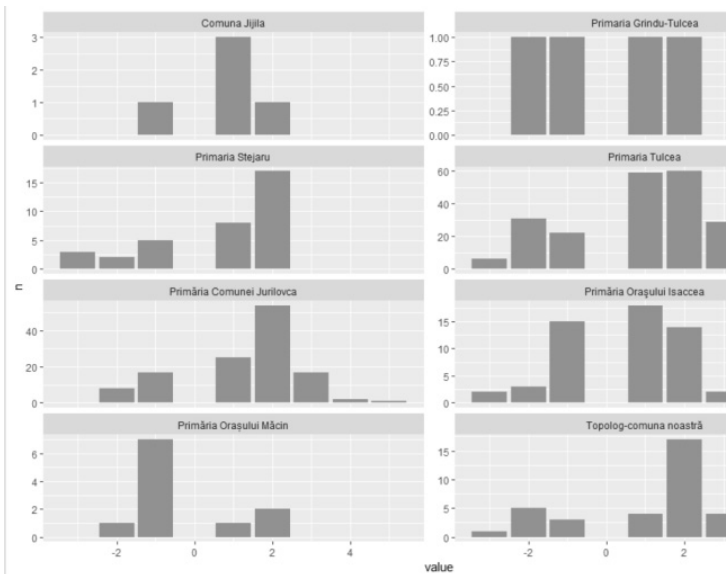 Comuna Jijila
Primaria Grindu-Tulcea
3
2
1
0
1.00
0.75
0.50
0.25
0.00
Primaria Stejaru
Primaria Tulcea
15
10
5
0
60
40
20
0
n
Primăria Comunei Jurilovca
Primăria Orașului Isaccea
40
20
0
15
10
5
0
Primăria Orașului Măcin
Topolog-comuna noastră
6
4
2
0
15
10
5
0
-2 0 2 4
-2 0 2
value